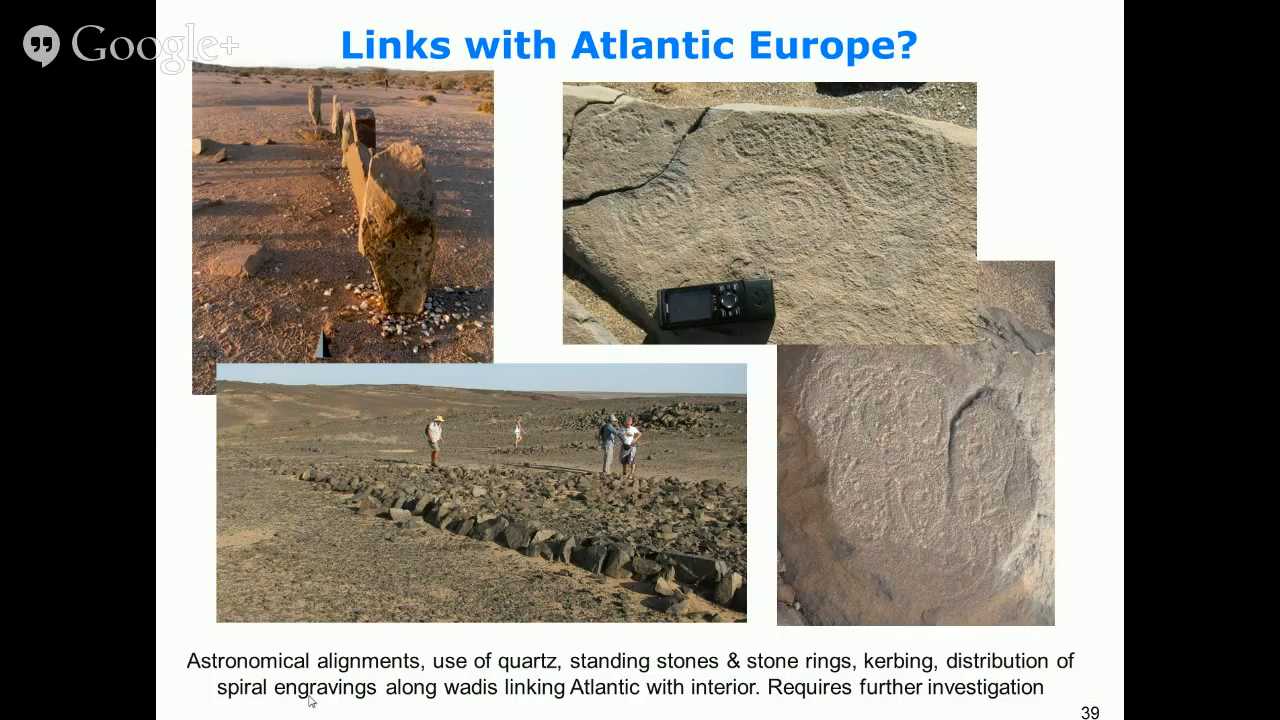 Google+
Links with Atlantic Europe?
Astronomical alignments, use of quartz, standing stones & stone rings, kerbing, distribution of
spiral engravings along wadis linking Atlantic with interior. Requires further investigation
39